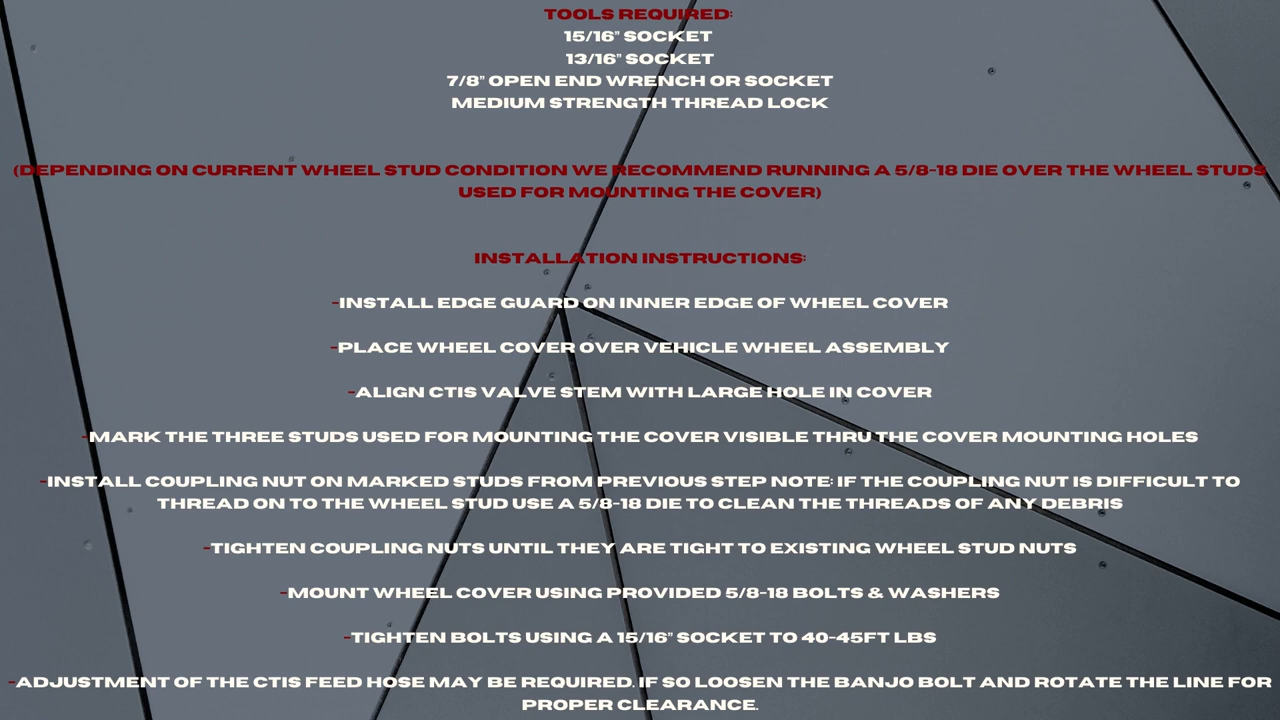 TOOLS REQUIRED:
15/16" SOCKET
13/16" SOCKET
7/8" OPEN END WRENCH OR SOCKET
MEDIUM STRENGTH THREAD LOCK
(DEPENDING ON CURRENT WHEEL STUD CONDITION WE RECOMMEND RUNNING A 5/8-18 DIE OVER THE WHEEL STUDS
USED FOR MOUNTING THE COVER)
INSTALLATION INSTRUCTIONS:
-INSTALL EDGE GUARD ON INNER EDGE OF WHEEL COVER
-PLACE WHEEL COVER OVER VEHICLE WHEEL ASSEMBLY
-ALIGN CTIS VALVE STEM WITH LARGE HOLE IN COVER
-MARK THE THREE STUDS USED FOR MOUNTING THE COVER VISIBLE THRU THE COVER MOUNTING HOLES
-INSTALL COUPLING NUT ON MARKED STUDS FROM PREVIOUS STEP NOTE: IF THE COUPLING NUT IS DIFFICULT TO
THREAD ON TO THE WHEEL STUD USE A 5/8-18 DIE TO CLEAN THE THREADS OF ANY DEBRIS
-TIGHTEN COUPLING NUTS UNTIL THEY ARE TIGHT TO EXISTING WHEEL STUD NUTS
-MOUNT WHEEL COVER USING PROVIDED 5/8-18 BOLTS & WASHERS
-TIGHTEN BOLTS USING A 15/16" SOCKET TO 40-45FT LBS
-ADJUSTMENT OF THE CTIS FEED HOSE MAY BE REQUIRED. IF SO LOOSEN THE BANJO BOLT AND ROTATE THE LINE FOR
PROPER CLEARANCE.